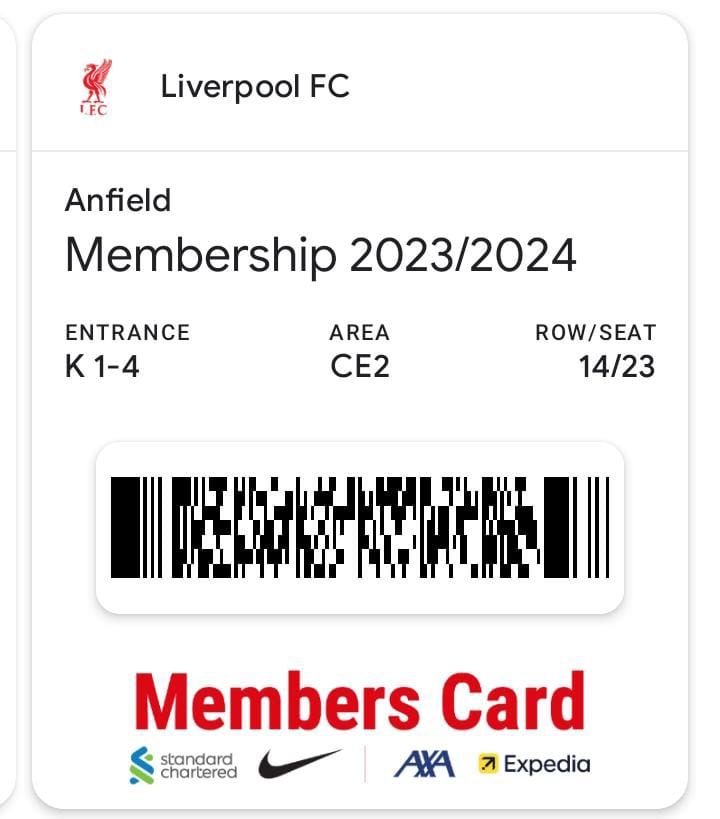 L.F.C
Liverpool FC
Anfield
Membership 2023/2024
ENTRANCE AREA ROW/SEAT
K 1-4 CE2 14/23
Members Card
standard
chartered AXA Expedia